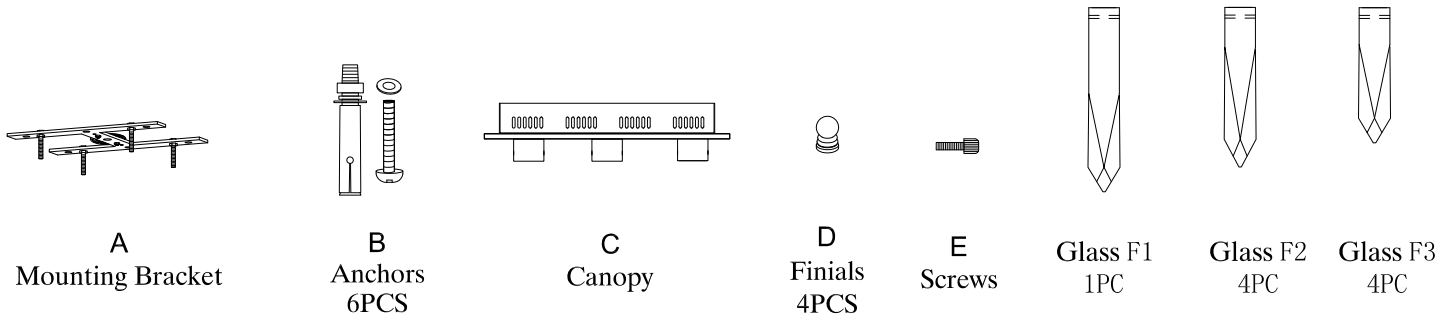 A
Mounting Bracket
B
Anchors
6PCS
C
Canopy
D
Finials
4PCS
E
Screws
Glass F1
1PC
Glass F2
4PC
Glass F3
4PC